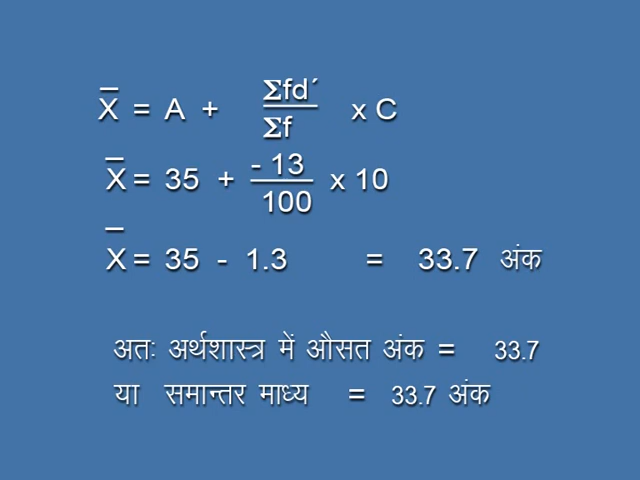 X̅ = A + Σfd´/Σf x C
X̅ = 35 + - 13/100 x 10
X̅ = 35 - 1.3 = 33.7 अंक
अतः अर्थशास्त्र में औसत अंक = 33.7
या समान्तर माध्य = 33.7 अंक